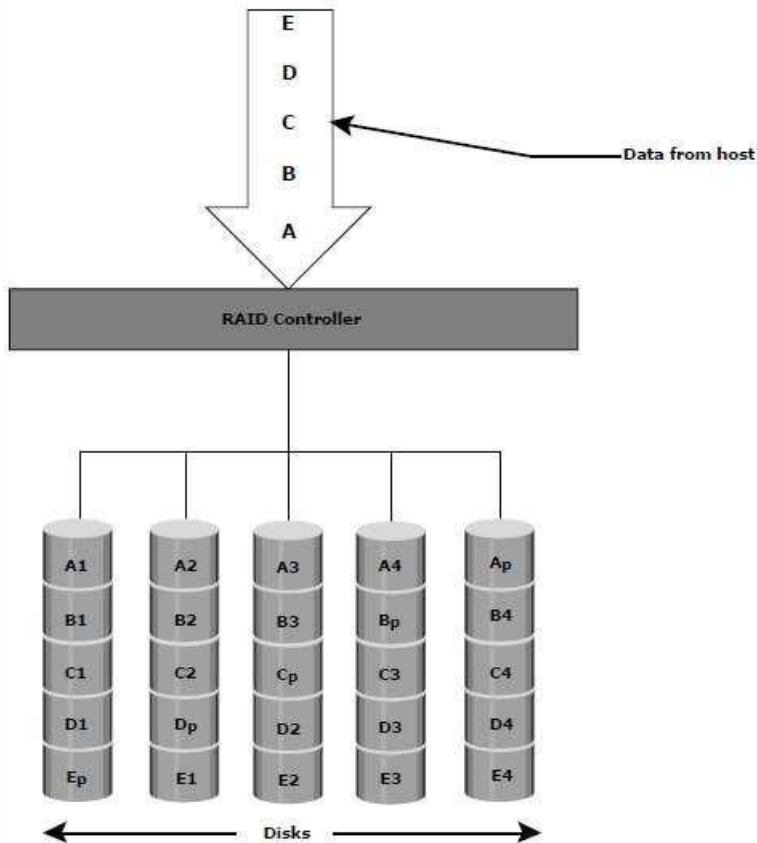 E
D
C
B
A
Data from host
RAID Controller
A1 A2 A3 A4 Ap
B1 B2 B3 Bp B4
C1 C2 Cp C3 C4
D1 Dp D2 D3 D4
Ep E1 E2 E3 E4
Disks